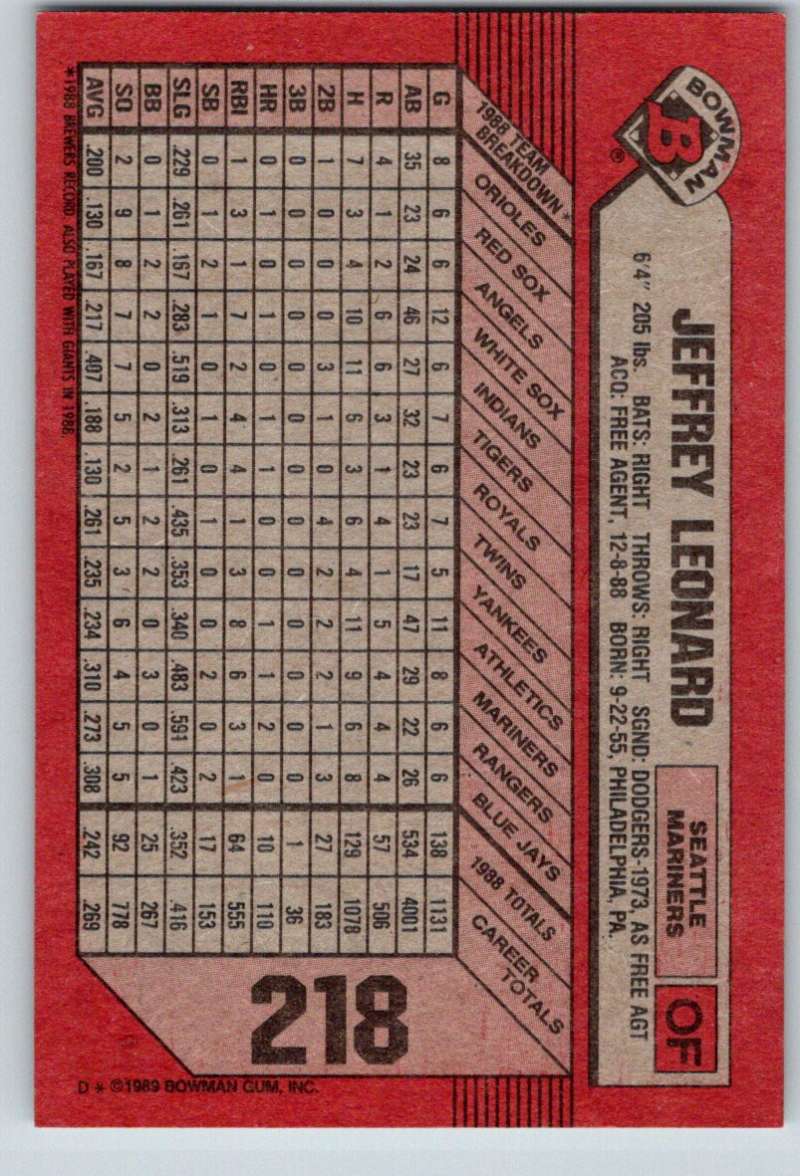 BOWMAN
B
®
JEFFREY LEONARD
SEATTLE
MARINERS
OF
6'4" 205 lbs. BATS: RIGHT THROWS: RIGHT SGND: DODGERS-1973, AS FREE AGT
ACQ: FREE AGENT, 12-8-88 BORN: 9-22-55, PHILADELPHIA, PA.
1988 TEAM
BREAKDOWN*
ORIOLES
RED SOX
ANGELS
WHITE SOX
INDIANS
TIGERS
ROYALS
TWINS
YANKEES
ATHLETICS
MARINERS
RANGERS
BLUE JAYS
1988 TOTALS
CAREER
TOTALS
G 8 6 6 12 6 7 6 7 5 11 8 6 6 138 1131
AB 35 23 24 46 27 32 23 23 17 47 29 22 26 534 4001
R 4 1 2 6 6 3 1 4 1 5 4 4 4 57 506
H 7 3 4 10 11 6 3 6 4 11 9 6 8 129 1078
2B 1 0 0 0 3 1 0 4 2 2 2 1 3 27 183
3B 0 0 0 0 0 0 0 0 0 0 0 0 0 1 36
HR 0 1 0 1 0 1 1 0 0 1 1 2 0 10 110
RBI 1 3 1 7 2 4 4 1 3 8 6 3 1 64 555
SB 0 1 2 0 0 1 0 1 0 0 2 0 2 17 153
SLG .229 .261 .167 .283 .519 .313 .261 .435 .353 .340 .483 .591 .423 .352 .416
BB 0 1 2 2 0 2 1 2 2 0 3 0 1 25 267
SO 2 9 8 7 7 5 2 5 3 6 4 5 5 92 778
AVG .200 .130 .167 .217 .407 .188 .130 .261 .235 .234 .310 .273 .308 .242 .269
*1988 BREWERS RECORD. ALSO PLAYED WITH GIANTS IN 1988.
218
D * ©1989 BOWMAN GUM, INC.